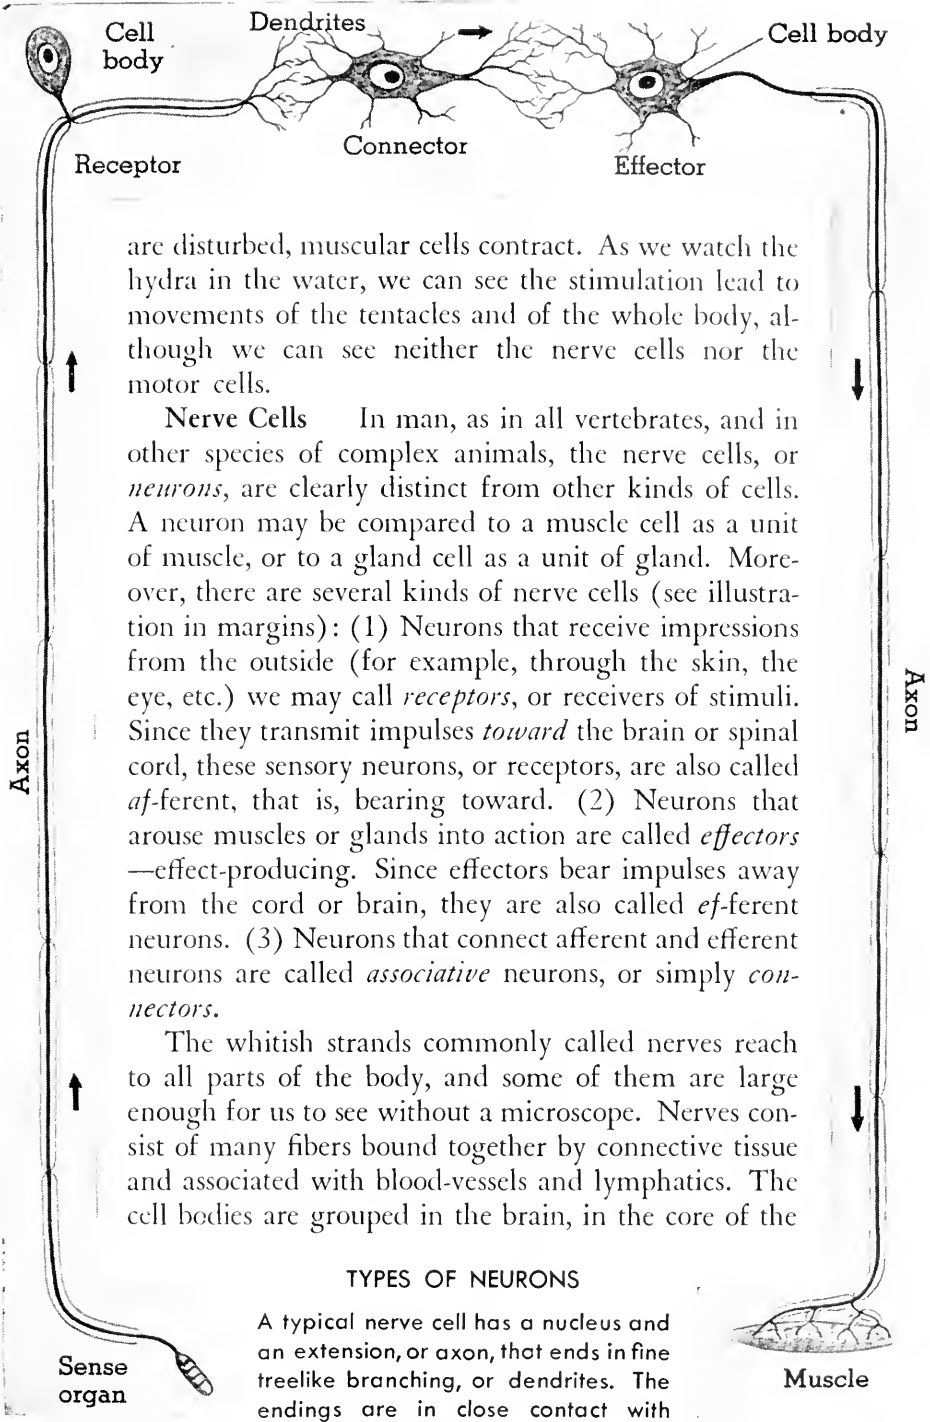 Cell
body
Dendrites
Cell body
Connector
Receptor
Effector
are disturbed, muscular cells contract. As we watch the
hydra in the water, we can see the stimulation lead to
movements of the tentacles and of the whole body, al-
though we can see neither the nerve cells nor the
motor cells.
Nerve Cells In man, as in all vertebrates, and in
other species of complex animals, the nerve cells, or
neurons, are clearly distinct from other kinds of cells.
A neuron may be compared to a muscle cell as a unit
of muscle, or to a gland cell as a unit of gland. More-
over, there are several kinds of nerve cells (see illustra-
tion in margins): (1) Neurons that receive impressions
from the outside (for example, through the skin, the
eye, etc.) we may call receptors, or receivers of stimuli.
Since they transmit impulses toward the brain or spinal
cord, these sensory neurons, or receptors, are also called
af-ferent, that is, bearing toward. (2) Neurons that
arouse muscles or glands into action are called effectors
—effect-producing. Since effectors bear impulses away
from the cord or brain, they are also called ef-ferent
neurons. (3) Neurons that connect afferent and efferent
neurons are called associative neurons, or simply con-
nectors.
The whitish strands commonly called nerves reach
to all parts of the body, and some of them are large
enough for us to see without a microscope. Nerves con-
sist of many fibers bound together by connective tissue
and associated with blood-vessels and lymphatics. The
cell bodies are grouped in the brain, in the core of the
Axon
Axon
TYPES OF NEURONS
A typical nerve cell has a nucleus and
an extension, or axon, that ends in fine
treelike branching, or dendrites. The
endings are in close contact with
Sense
organ
Muscle